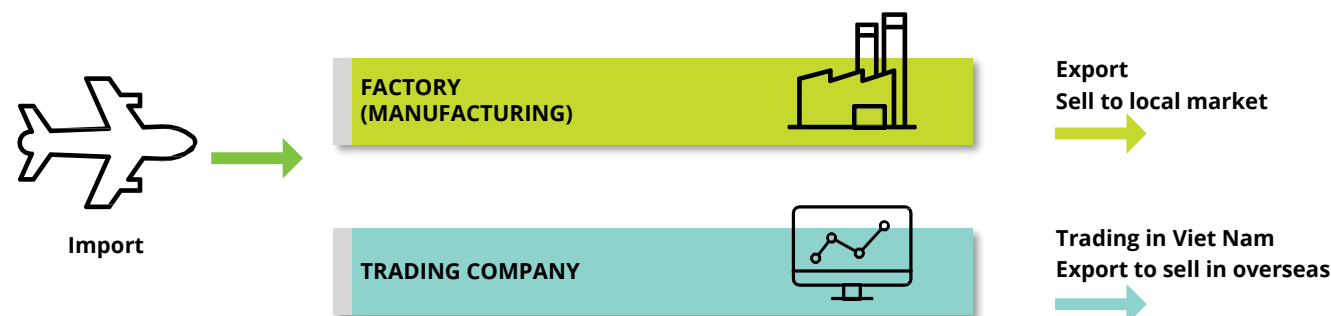 Import
FACTORY
(MANUFACTURING)
Export
Sell to local market
TRADING COMPANY
Trading in Viet Nam
Export to sell in overseas